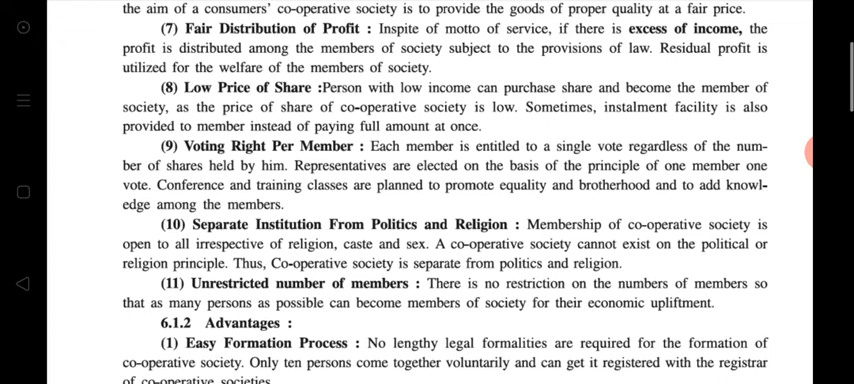 the aim of a consumers' co-operative society is to provide the goods of proper quality at a fair price.
(7) Fair Distribution of Profit : Inspite of motto of service, if there is excess of income, the
profit is distributed among the members of society subject to the provisions of law. Residual profit is
utilized for the welfare of the members of society.
(8) Low Price of Share :Person with low income can purchase share and become the member of
society, as the price of share of co-operative society is low. Sometimes, instalment facility is also
provided to member instead of paying full amount at once.
(9) Voting Right Per Member : Each member is entitled to a single vote regardless of the num-
ber of shares held by him. Representatives are elected on the basis of the principle of one member one
vote. Conference and training classes are planned to promote equality and brotherhood and to add knowl-
edge among the members.
(10) Separate Institution From Politics and Religion : Membership of co-operative society is
open to all irrespective of religion, caste and sex. A co-operative society cannot exist on the political or
religion principle. Thus, Co-operative society is separate from politics and religion.
(11) Unrestricted number of members : There is no restriction on the numbers of members so
that as many persons as possible can become members of society for their economic upliftment.
6.1.2 Advantages :
(1) Easy Formation Process : No lengthy legal formalities are required for the formation of
co-operative society. Only ten persons come together voluntarily and can get it registered with the registrar
of co-operative societies.